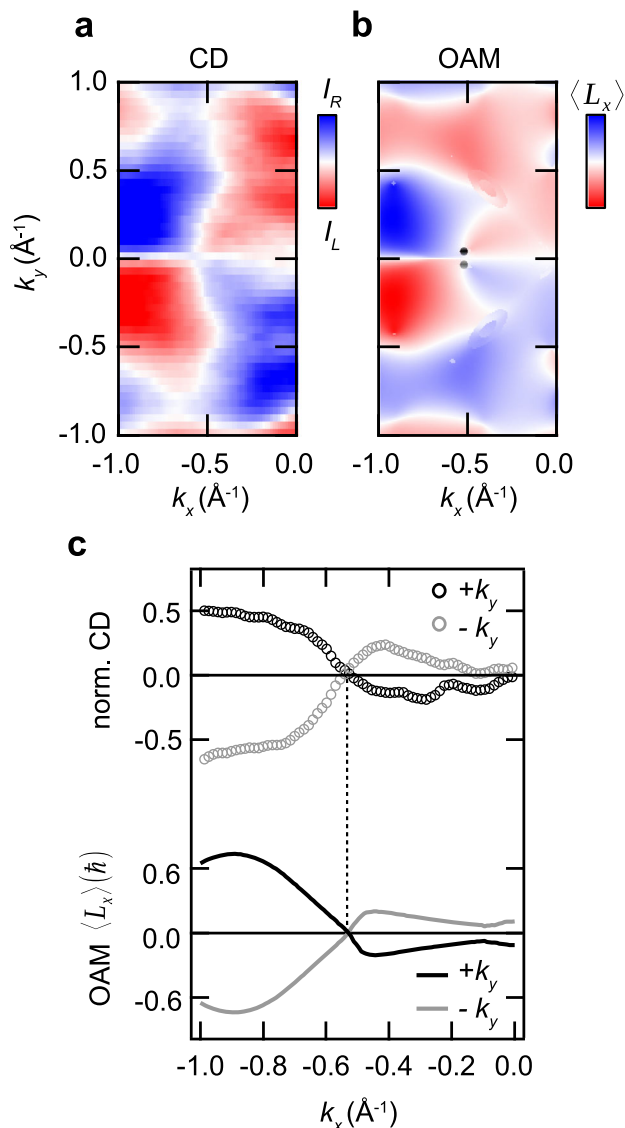 a
b
CD
OAM
1.0
0.5
0.0
-0.5
-1.0
k_y (Å⁻¹)
I_R
I_L
⟨L_x⟩
-1.0 -0.5 0.0
-1.0 -0.5 0.0
k_x (Å⁻¹)
k_x (Å⁻¹)
c
+k_y
- k_y
0.5
0.0
-0.5
norm. CD
0.6
0.0
-0.6
OAM ⟨L_x⟩(ħ)
+k_y
- k_y
-1.0 -0.8 -0.6 -0.4 -0.2 0.0
k_x (Å⁻¹)